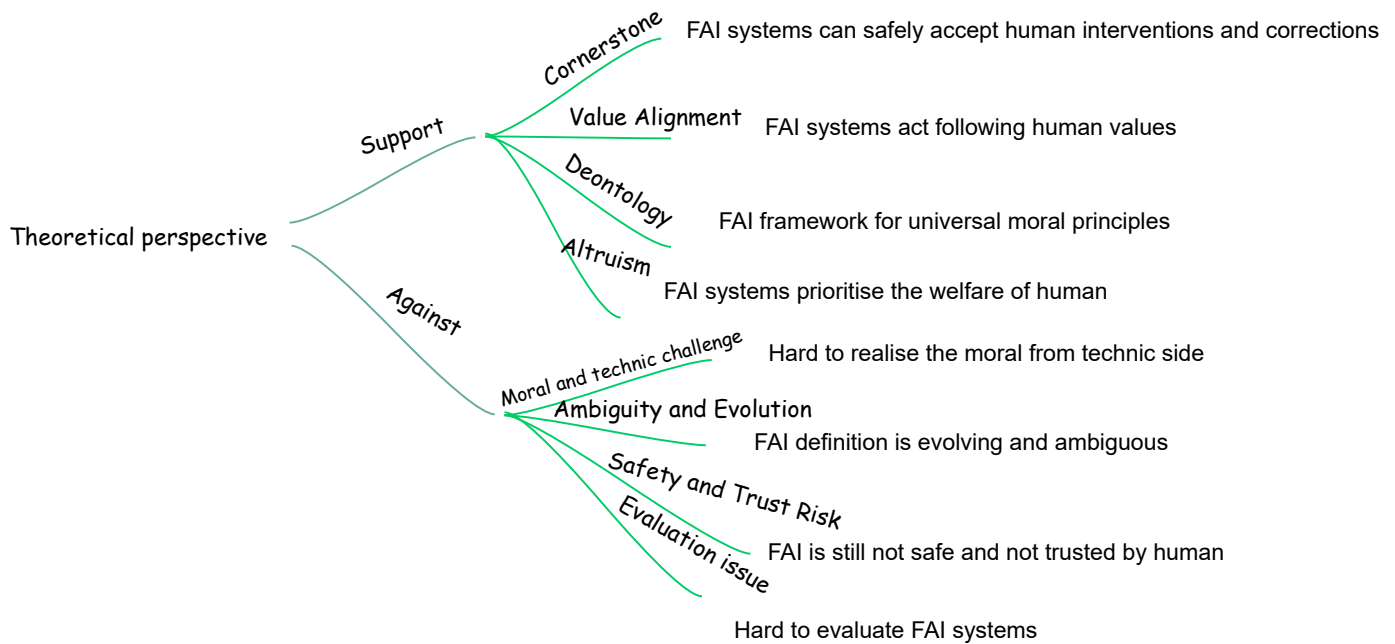 Cornerstone
FAI systems can safely accept human interventions and corrections
Support
Value Alignment
FAI systems act following human values
Deontology
FAI framework for universal moral principles
Theoretical perspective
Altruism
FAI systems prioritise the welfare of human
Against
Moral and technic challenge
Hard to realise the moral from technic side
Ambiguity and Evolution
FAI definition is evolving and ambiguous
Safety and Trust Risk
FAI is still not safe and not trusted by human
Evaluation issue
Hard to evaluate FAI systems